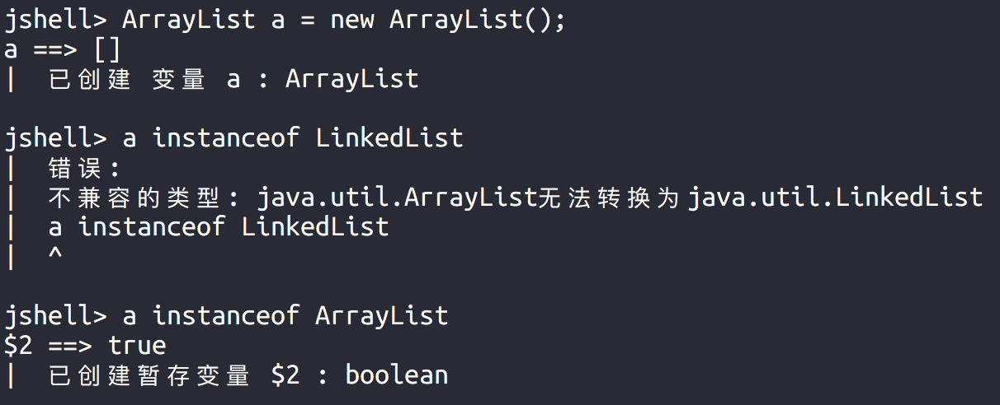 jshell> ArrayList a = new ArrayList();
a ==> []
|  已创建 变量 a : ArrayList
jshell> a instanceof LinkedList
|  错误:
|  不兼容的类型: java.util.ArrayList无法转换为java.util.LinkedList
|  a instanceof LinkedList
|  ^
jshell> a instanceof ArrayList
$2 ==> true
|  已创建暂存变量 $2 : boolean